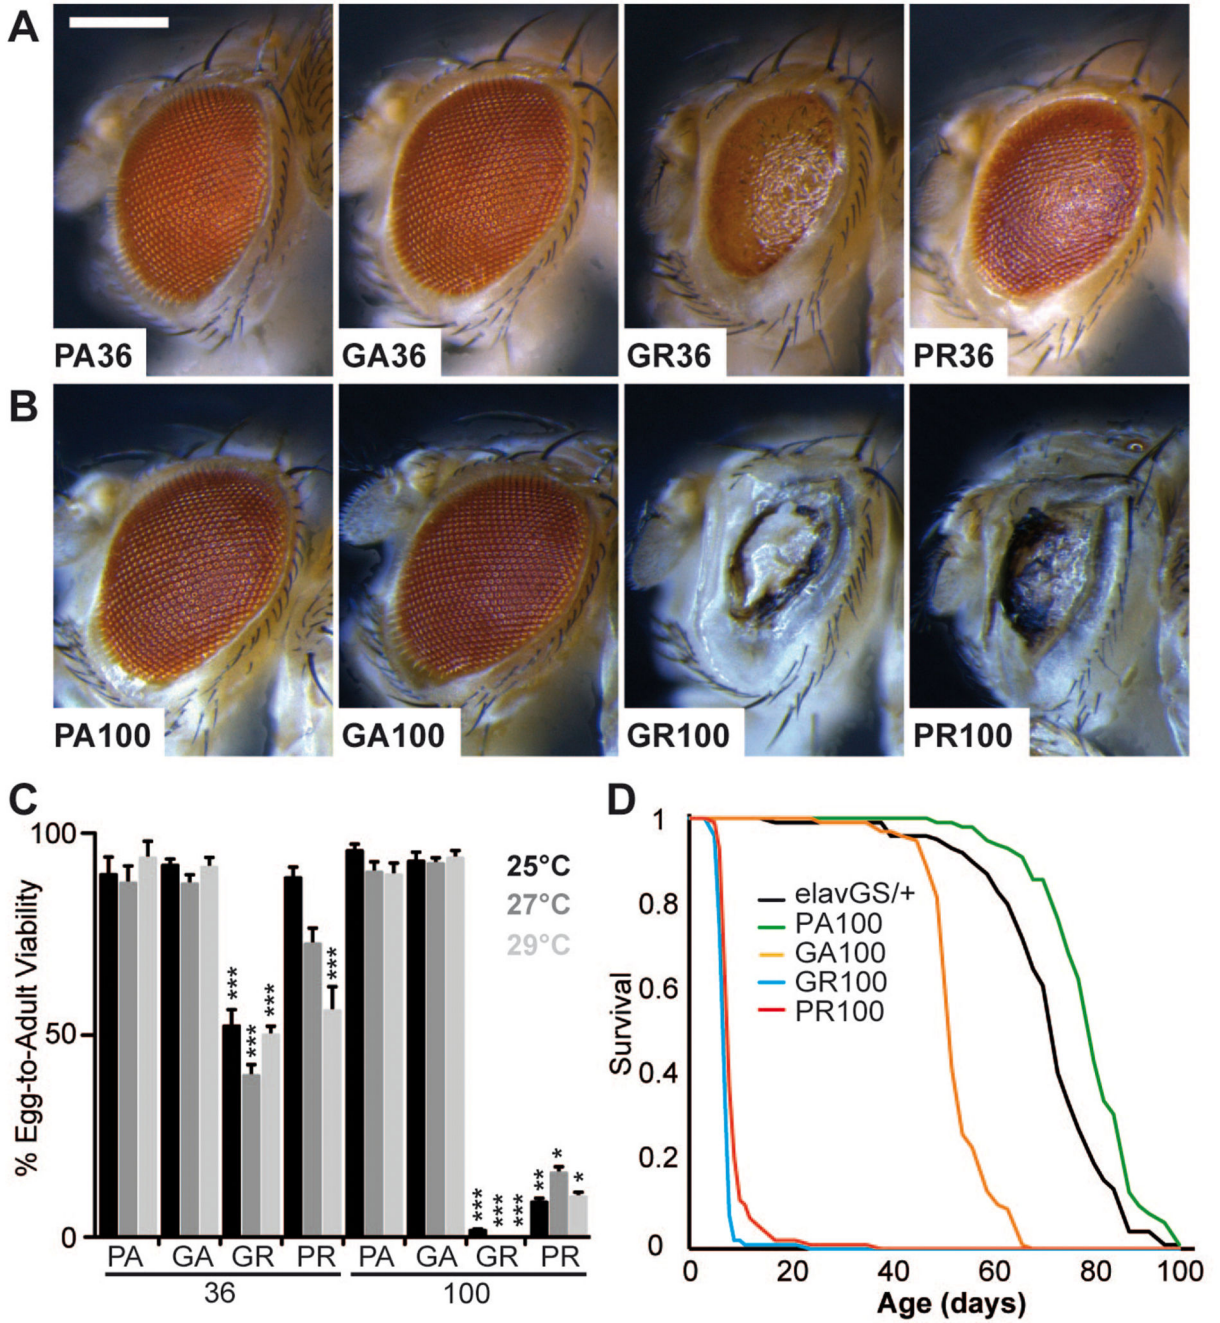 A
PA36
GA36
GR36
PR36
B
PA100
GA100
GR100
PR100
C
% Egg-to-Adult Viability
100
50
0
25°C
27°C
29°C
***
***
***
***
***
***
***
**
*
*
PA GA GR PR PA GA GR PR
36 100
D
Survival
1
0.8
0.6
0.4
0.2
0
elavGS/+
PA100
GA100
GR100
PR100
0 20 40 60 80 100
Age (days)